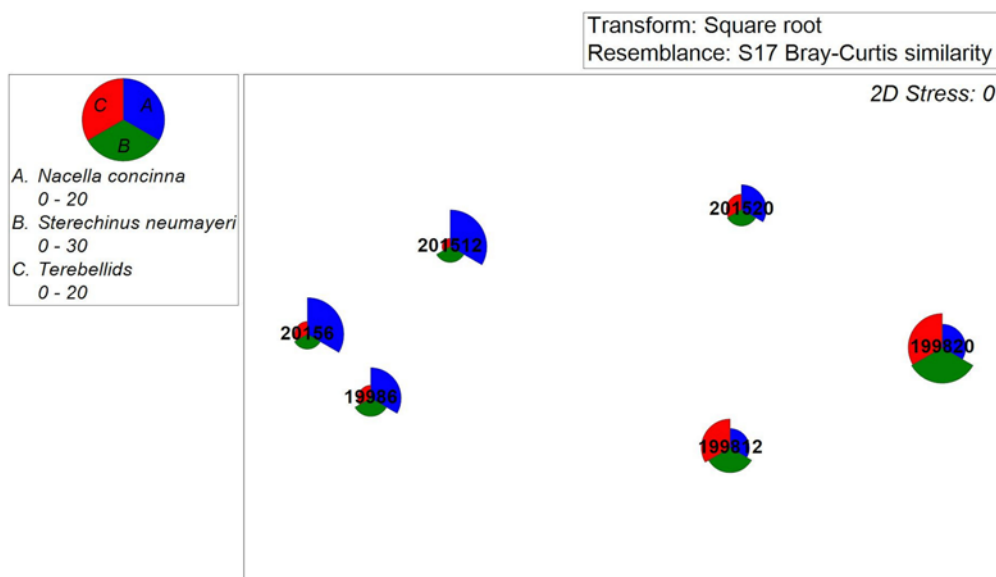 Transform: Square root
Resemblance: S17 Bray-Curtis similarity
2D Stress: 0
C
A
B
A. Nacella concinna
0 - 20
B. Sterechinus neumayeri
0 - 30
C. Terebellids
0 - 20
201520
201512
20156
199820
19986
199812